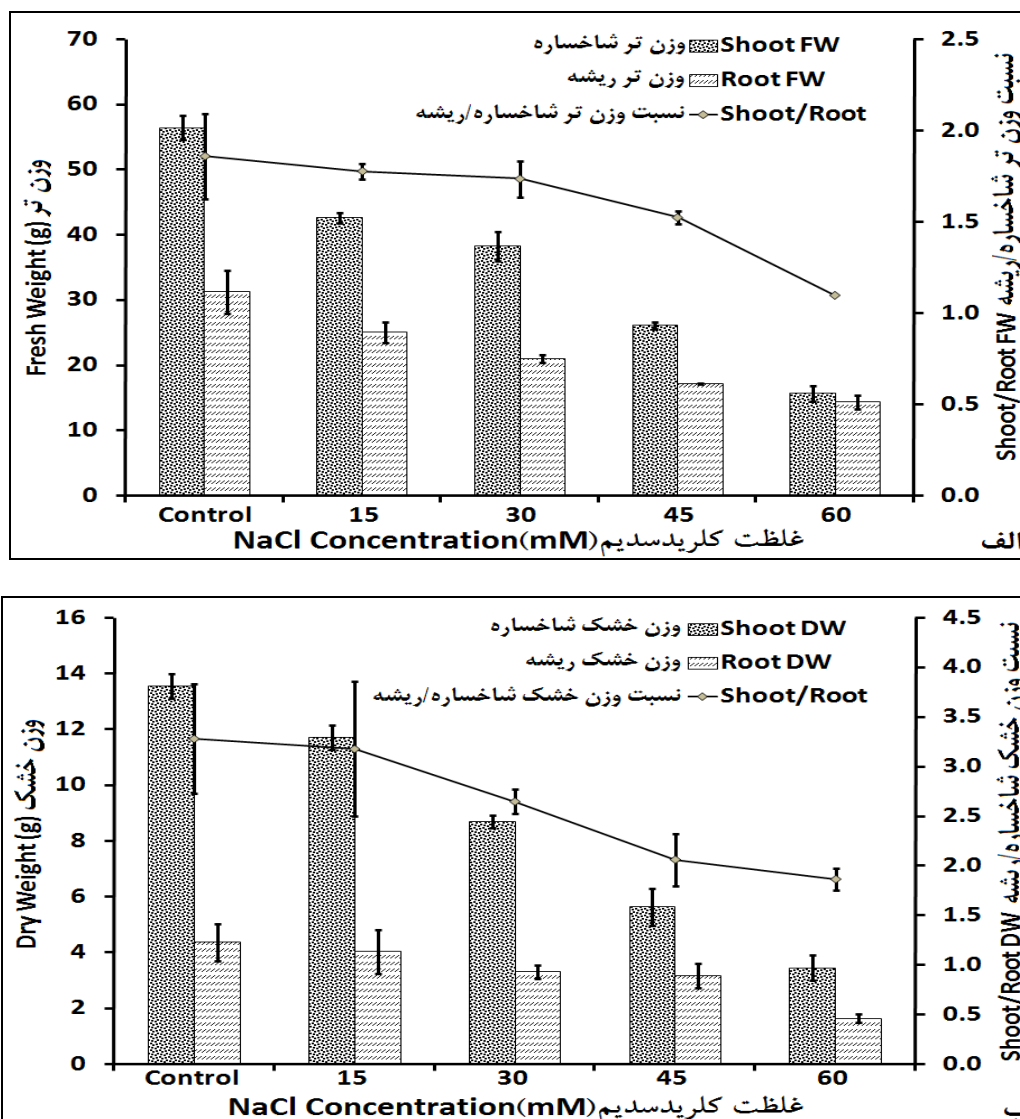 70
60
50
40
30
20
10
0
وزن تر Fresh Weight (g)
وزن تر شاخساره Shoot FW
وزن تر ریشه Root FW
نسبت وزن تر شاخساره/ریشه Shoot/Root
2.5
2.0
1.5
1.0
0.5
0.0
نسبت وزن تر شاخساره/ریشه Shoot/Root FW
Control 15 30 45 60
NaCl Concentration(mM)غلظت کلریدسدیم
الف
16
14
12
10
8
6
4
2
0
وزن خشک Dry Weight (g)
وزن خشک شاخساره Shoot DW
وزن خشک ریشه Root DW
نسبت وزن خشک شاخساره/ریشه Shoot/Root
4.5
4.0
3.5
3.0
2.5
2.0
1.5
1.0
0.5
0.0
نسبت وزن خشک شاخساره/ریشه Shoot/Root DW
Control 15 30 45 60
NaCl Concentration(mM)غلظت کلریدسدیم